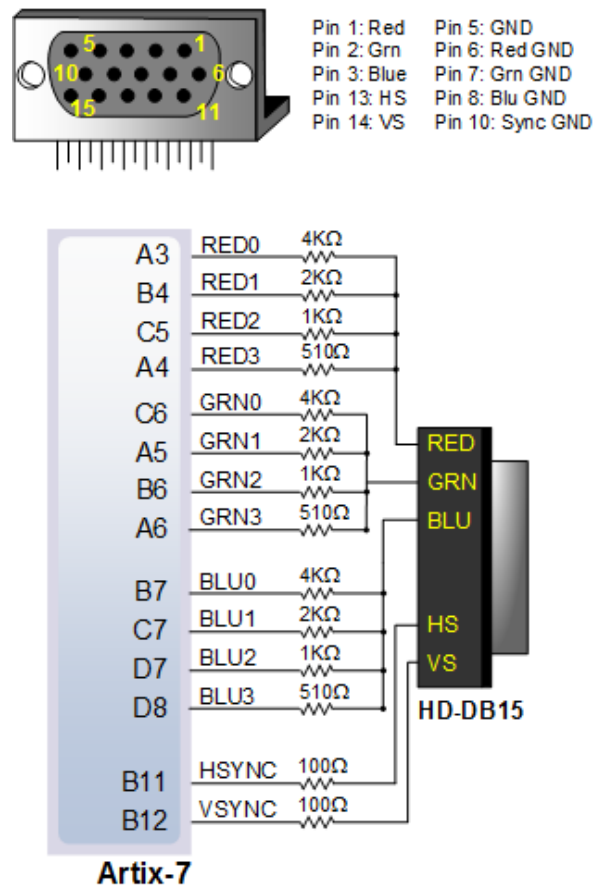 Pin 1: Red Pin 5: GND
Pin 2: Grn Pin 6: Red GND
Pin 3: Blue Pin 7: Grn GND
Pin 13: HS Pin 8: Blu GND
Pin 14: VS Pin 10: Sync GND
5 1
10 6
15 11
A3 RED0 4KΩ
B4 RED1 2KΩ
C5 RED2 1KΩ
A4 RED3 510Ω
C6 GRN0 4KΩ
A5 GRN1 2KΩ
B6 GRN2 1KΩ
A6 GRN3 510Ω
B7 BLU0 4KΩ
C7 BLU1 2KΩ
D7 BLU2 1KΩ
D8 BLU3 510Ω
B11 HSYNC 100Ω
B12 VSYNC 100Ω
RED
GRN
BLU
HS
VS
HD-DB15
Artix-7